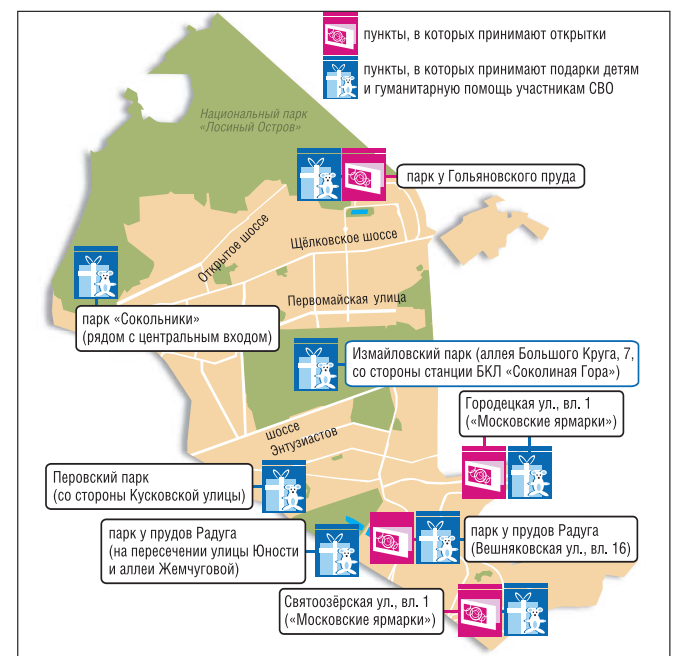 пункты, в которых принимают открытки
пункты, в которых принимают подарки детям
и гуманитарную помощь участникам СВО
Национальный парк
«Лосиный Остров»
парк у Гольяновского пруда
Открытое шоссе
Щёлковское шоссе
Первомайская улица
парк «Сокольники»
(рядом с центральным входом)
Измайловский парк (аллея Большого Круга, 7,
со стороны станции БКЛ «Соколиная Гора»)
Городецкая ул., вл. 1
(«Московские ярмарки»)
шоссе
Энтузиастов
Перовский парк
(со стороны Кусковской улицы)
парк у прудов Радуга
(на пересечении улицы Юности
и аллеи Жемчуговой)
парк у прудов Радуга
(Вешняковская ул., вл. 16)
Святоозёрская ул., вл. 1
(«Московские ярмарки»)